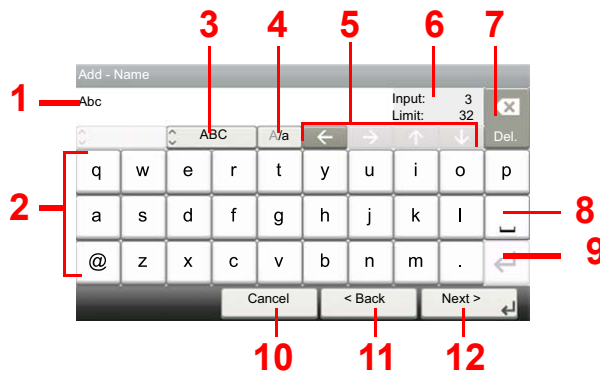 3 4 5 6 7
Add - Name
1 Abc Input: 3
Limit: 32
ABC A/a Del.
2
q w e r t y u i o p
a s d f g h j k l 8
@ z x c v b n m . 9
Cancel < Back Next >
10 11 12